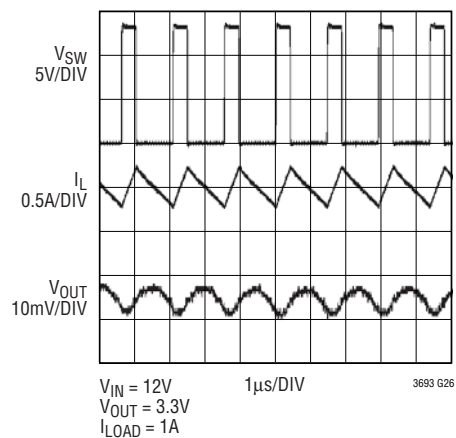 VSW
5V/DIV
IL
0.5A/DIV
VOUT
10mV/DIV
VIN = 12V
VOUT = 3.3V
ILOAD = 1A
1µs/DIV
3693 G26